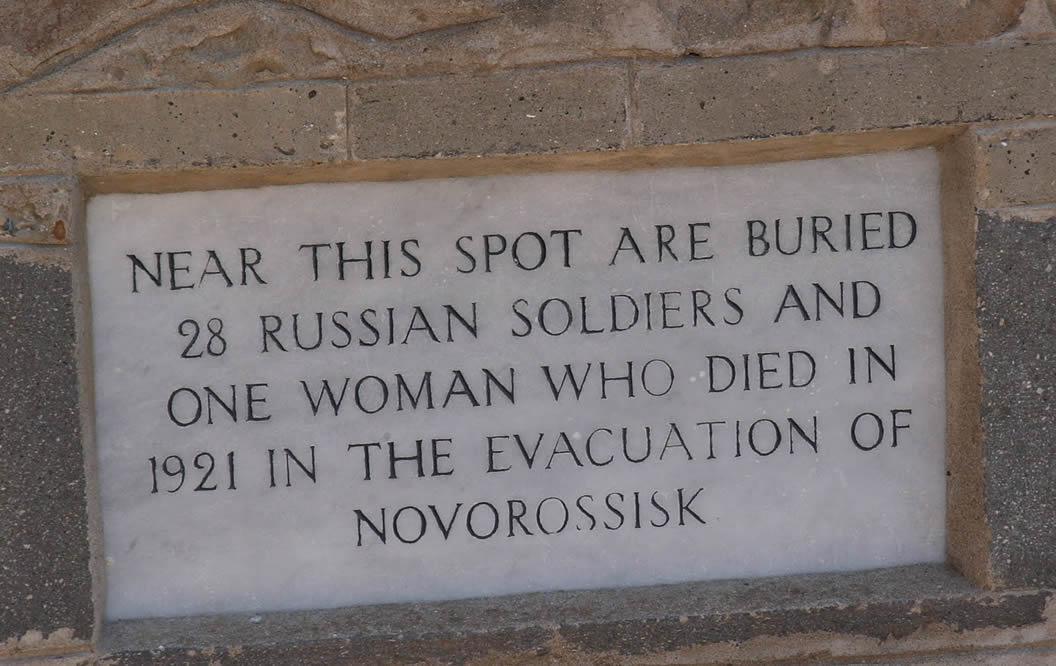 NEAR THIS SPOT ARE BURIED
28 RUSSIAN SOLDIERS AND
ONE WOMAN WHO DIED IN
1921 IN THE EVACUATION OF
NOVOROSSISK